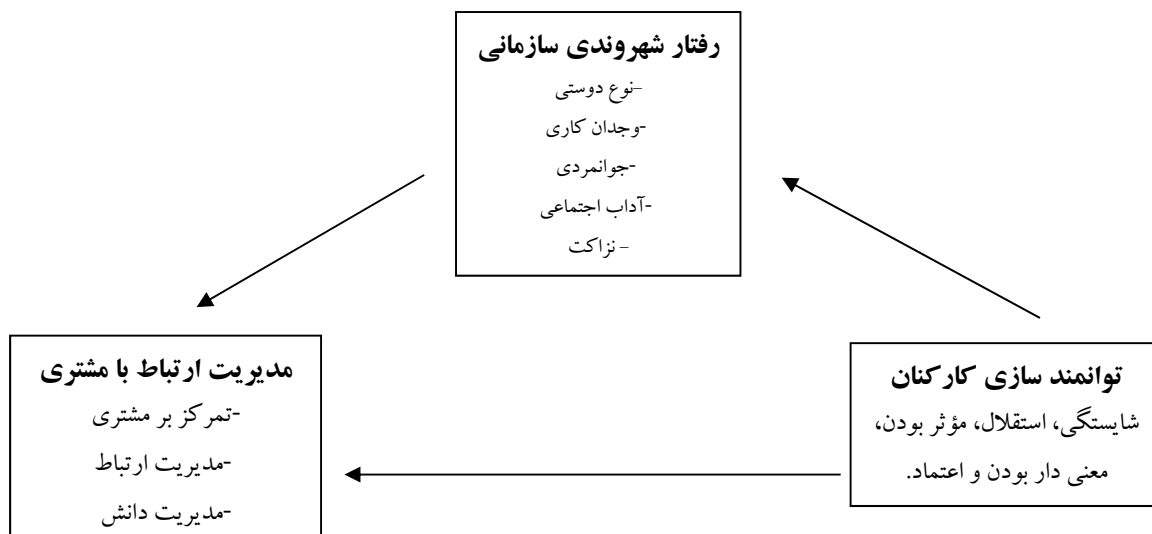 رفتار شهروندی سازمانی
-نوع دوستی
-وجدان کاری
-جوانمردی
-آداب اجتماعی
- نزاکت
توانمند سازی کارکنان
شایستگی، استقلال، مؤثر بودن،
معنی دار بودن و اعتماد.
مدیریت ارتباط با مشتری
-تمرکز بر مشتری
-مدیریت ارتباط
-مدیریت دانش